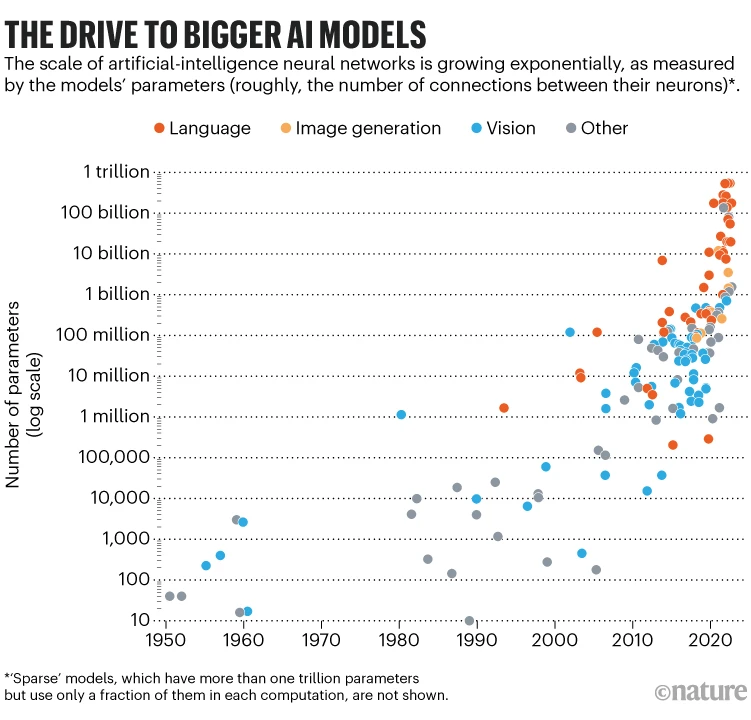 THE DRIVE TO BIGGER AI MODELS
The scale of artificial-intelligence neural networks is growing exponentially, as measured
by the models’ parameters (roughly, the number of connections between their neurons)*.
Language Image generation Vision Other
Number of parameters
(log scale)
1 trillion
100 billion
10 billion
1 billion
100 million
10 million
1 million
100,000
10,000
1,000
100
10
1950 1960 1970 1980 1990 2000 2010 2020
*‘Sparse’ models, which have more than one trillion parameters
but use only a fraction of them in each computation, are not shown.
©nature